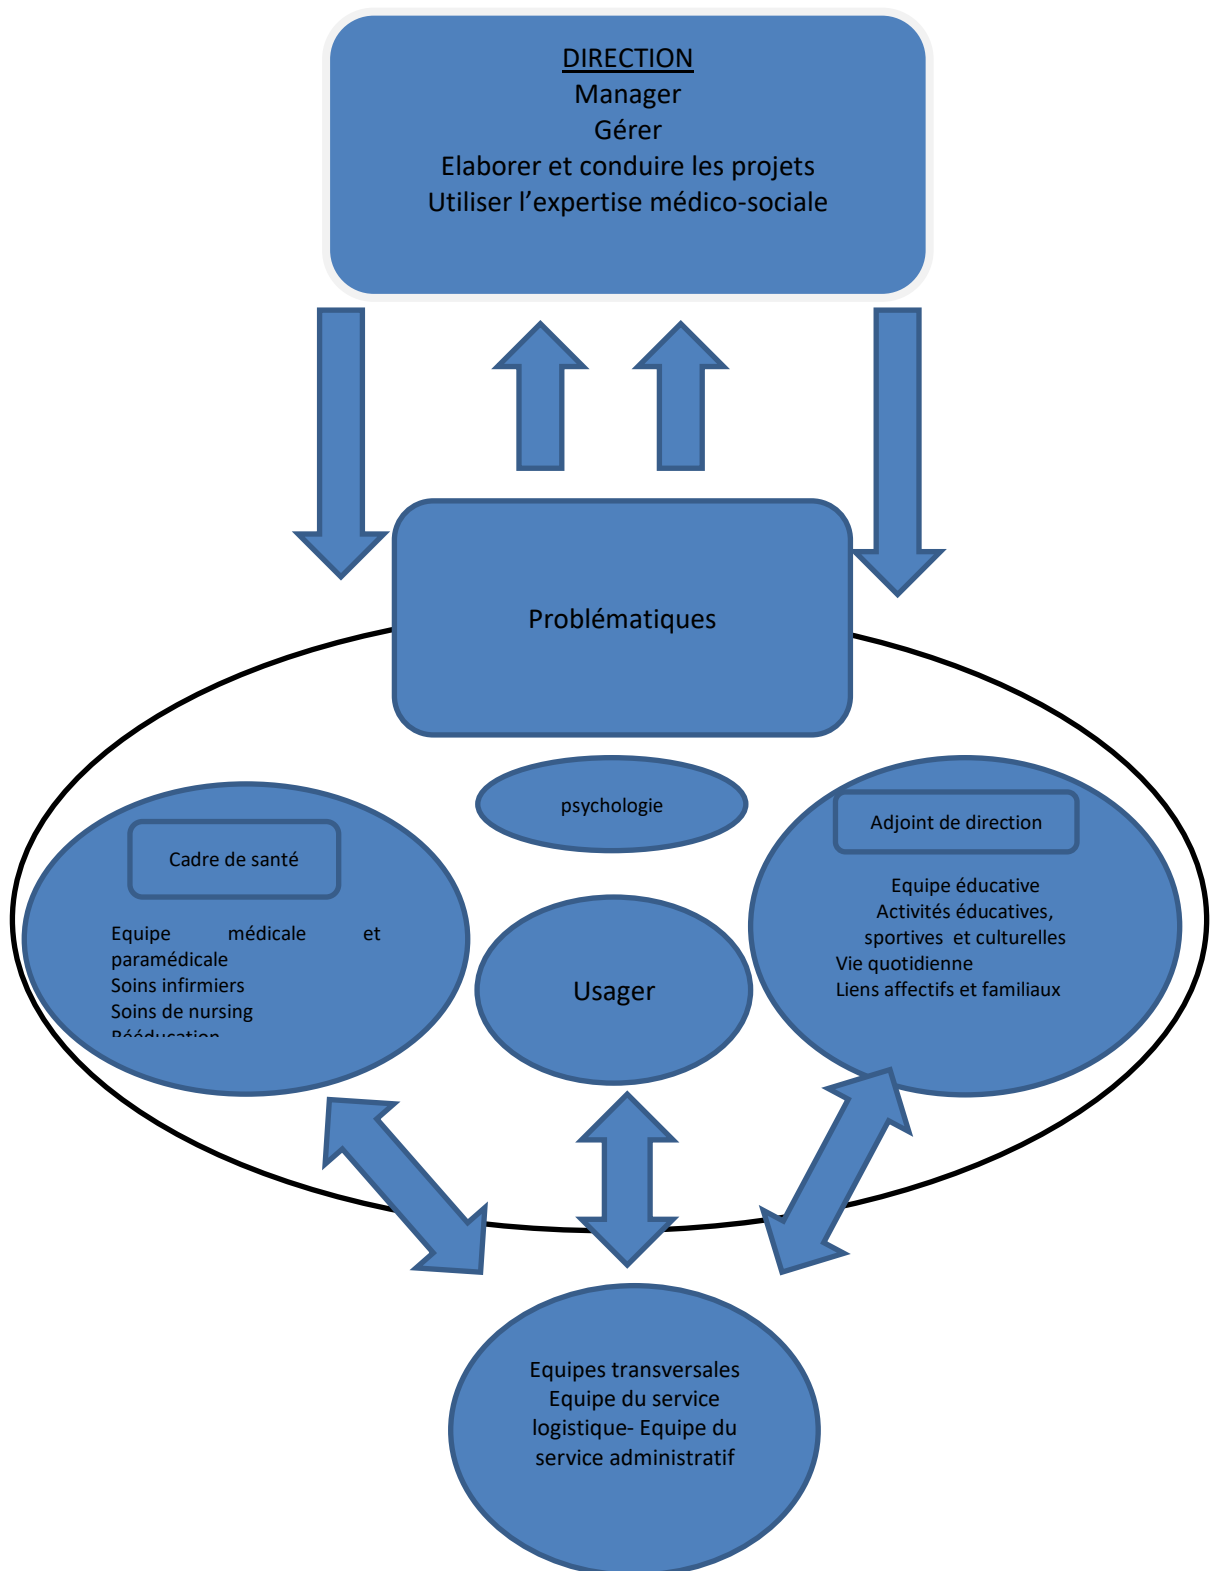 DIRECTION
Manager
Gérer
Elaborer et conduire les projets
Utiliser l’expertise médico-sociale
Problématiques
psychologie
Cadre de santé
Equipe médicale et
paramédicale
Soins infirmiers
Soins de nursing
Rééducation
Usager
Adjoint de direction
Equipe éducative
Activités éducatives,
sportives et culturelles
Vie quotidienne
Liens affectifs et familiaux
Equipes transversales
Equipe du service
logistique- Equipe du
service administratif